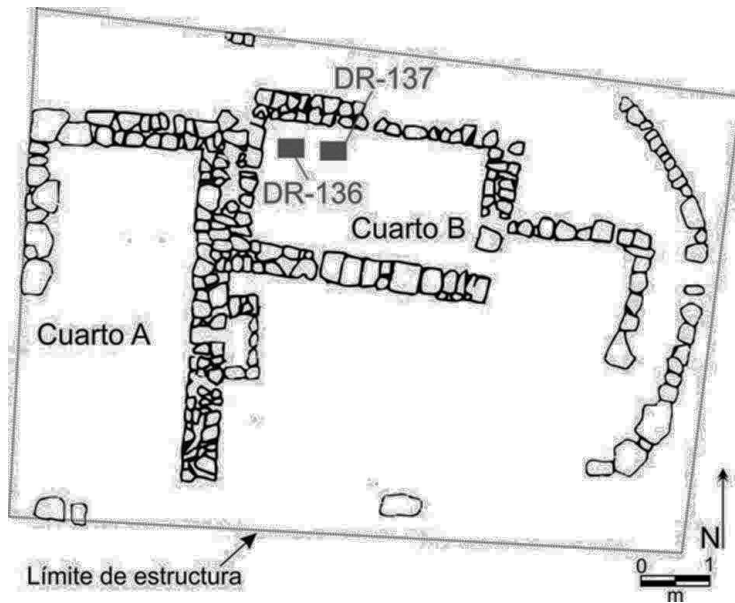 DR-137
DR-136
Cuarto B
Cuarto A
N
Límite de estructura
0 1
m